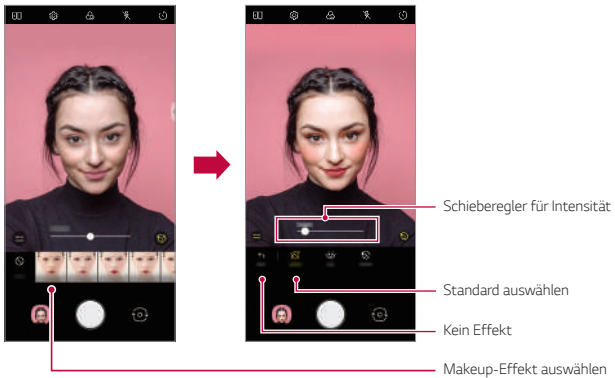 Schieberegler für Intensität
Standard auswählen
Kein Effekt
Makeup-Effekt auswählen